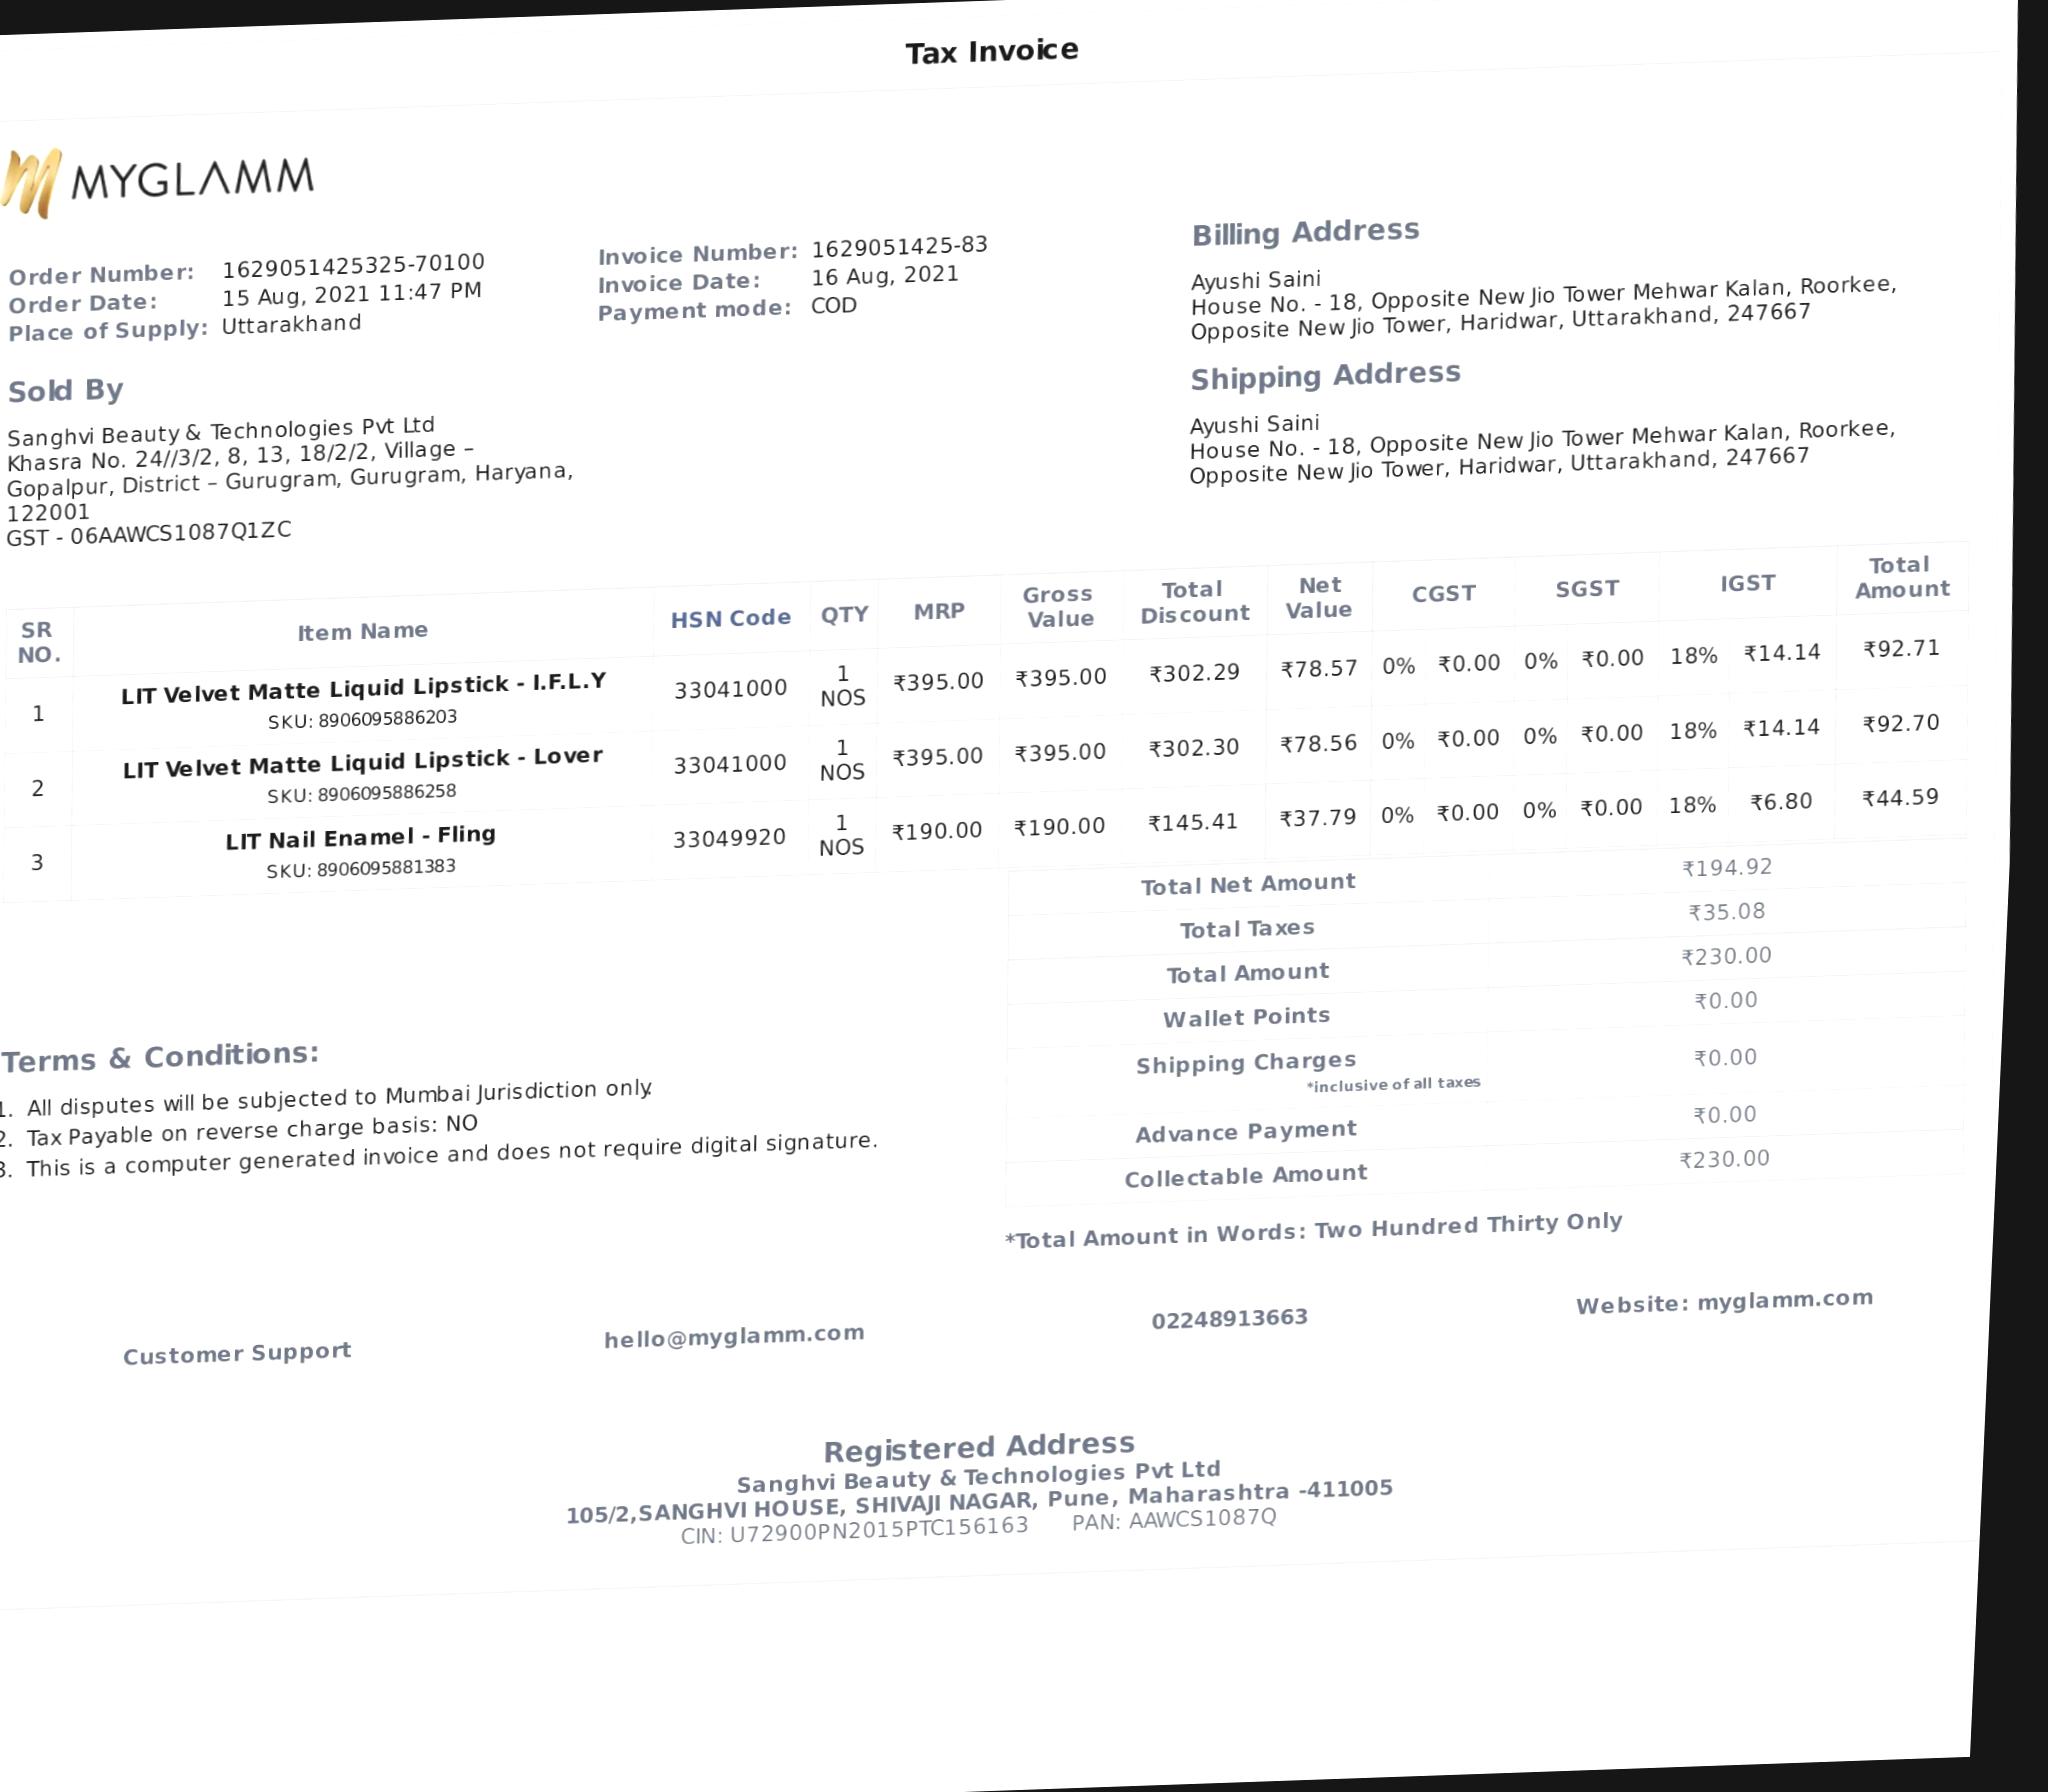 Tax Invoice
MYGLAMM
Order Number: 1629051425325-70100
Order Date: 15 Aug, 2021 11:47 PM
Place of Supply: Uttarakhand
Invoice Number: 1629051425-83
Invoice Date: 16 Aug, 2021
Payment mode: COD
Billing Address
Ayushi Saini
House No. - 18, Opposite New Jio Tower Mehwar Kalan, Roorkee,
Opposite New Jio Tower, Haridwar, Uttarakhand, 247667
Shipping Address
Ayushi Saini
House No. - 18, Opposite New Jio Tower Mehwar Kalan, Roorkee,
Opposite New Jio Tower, Haridwar, Uttarakhand, 247667
Sold By
Sanghvi Beauty & Technologies Pvt Ltd
Khasra No. 24//3/2, 8, 13, 18/2/2, Village –
Gopalpur, District – Gurugram, Gurugram, Haryana,
122001
GST - 06AAWCS1087Q1ZC
SR NO. Item Name HSN Code QTY MRP Gross Value Total Discount Net Value CGST SGST IGST Total Amount
1 LIT Velvet Matte Liquid Lipstick - I.F.L.Y 33041000 1 NOS ₹395.00 ₹395.00 ₹302.29 ₹78.57 0% ₹0.00 0% ₹0.00 18% ₹14.14 ₹92.71
SKU: 8906095886203
2 LIT Velvet Matte Liquid Lipstick - Lover 33041000 1 NOS ₹395.00 ₹395.00 ₹302.30 ₹78.56 0% ₹0.00 0% ₹0.00 18% ₹14.14 ₹92.70
SKU: 8906095886258
3 LIT Nail Enamel - Fling 33049920 1 NOS ₹190.00 ₹190.00 ₹145.41 ₹37.79 0% ₹0.00 0% ₹0.00 18% ₹6.80 ₹44.59
SKU: 8906095881383
Total Net Amount ₹194.92
Total Taxes ₹35.08
Total Amount ₹230.00
Wallet Points ₹0.00
Shipping Charges ₹0.00
*inclusive of all taxes
Advance Payment ₹0.00
Collectable Amount ₹230.00
*Total Amount in Words: Two Hundred Thirty Only
Terms & Conditions:
1. All disputes will be subjected to Mumbai Jurisdiction only.
2. Tax Payable on reverse charge basis: NO
3. This is a computer generated invoice and does not require digital signature.
Customer Support hello@myglamm.com 02248913663 Website: myglamm.com
Registered Address
Sanghvi Beauty & Technologies Pvt Ltd
105/2,SANGHVI HOUSE, SHIVAJI NAGAR, Pune, Maharashtra -411005
CIN: U72900PN2015PTC156163 PAN: AAWCS1087Q